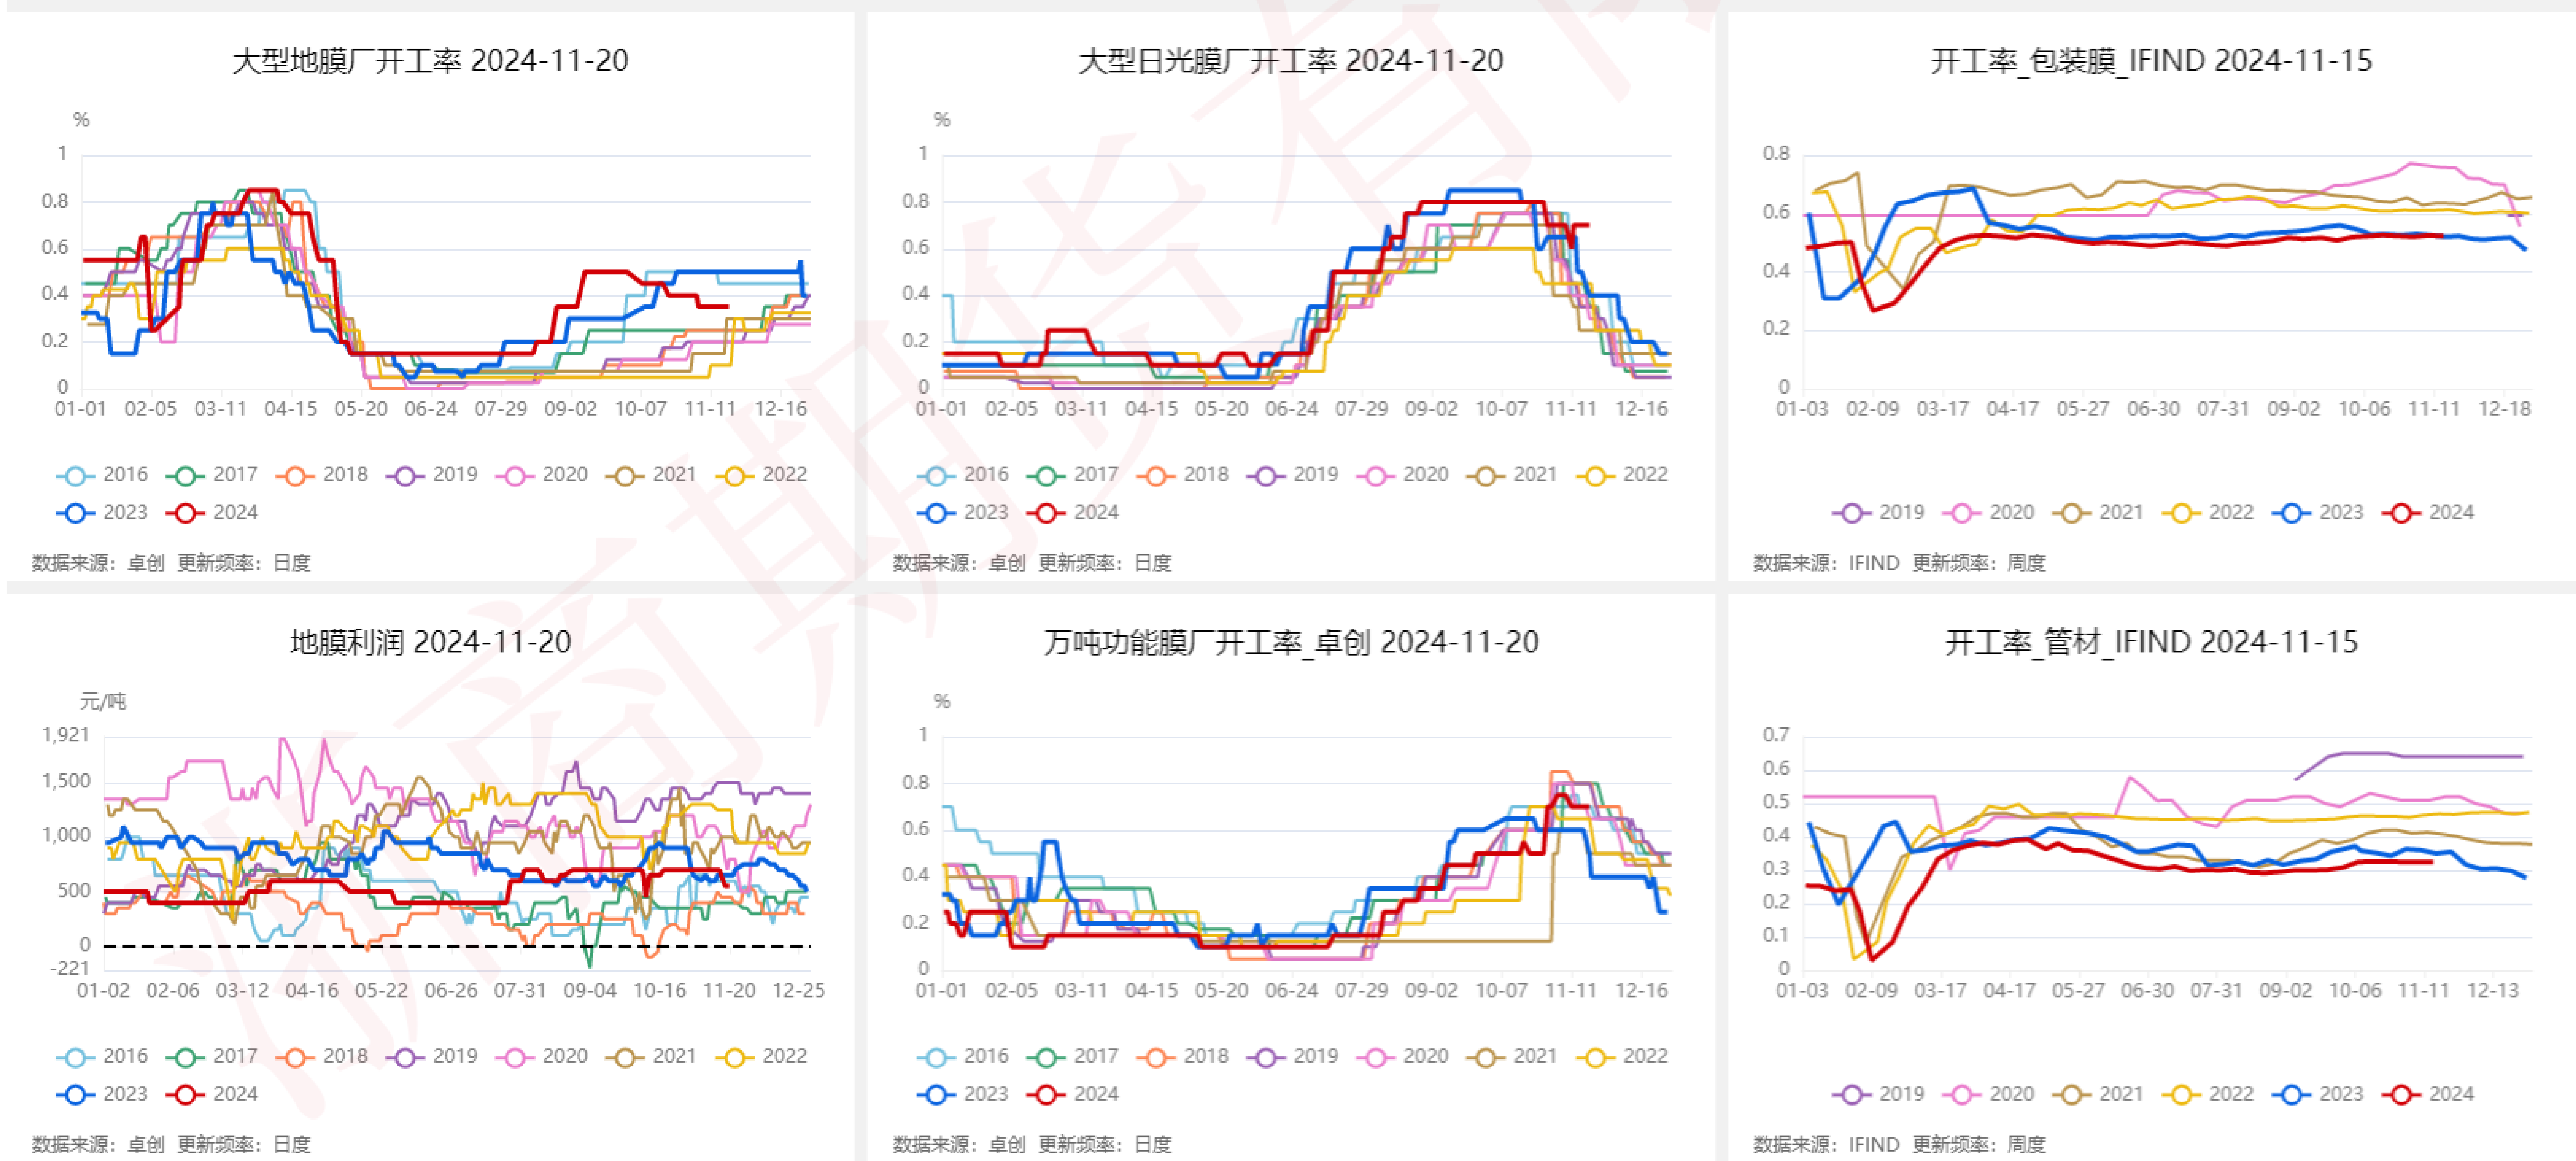 大型地膜厂开工率 2024-11-20
%
1
0.8
0.6
0.4
0.2
0
01-01 02-05 03-11 04-15 05-20 06-24 07-29 09-02 10-07 11-11 12-16
2016 2017 2018 2019 2020 2021 2022
2023 2024
数据来源：卓创 更新频率：日度
大型日光膜厂开工率 2024-11-20
%
1
0.8
0.6
0.4
0.2
0
01-01 02-05 03-11 04-15 05-20 06-24 07-29 09-02 10-07 11-11 12-16
2016 2017 2018 2019 2020 2021 2022
2023 2024
数据来源：卓创 更新频率：日度
开工率_包装膜_IFIND 2024-11-15
0.8
0.6
0.4
0.2
0
01-03 02-09 03-17 04-17 05-27 06-30 07-31 09-02 10-06 11-11 12-18
2019 2020 2021 2022 2023 2024
数据来源：IFIND 更新频率：周度
地膜利润 2024-11-20
元/吨
1,921
1,500
1,000
500
0
-221
01-02 02-06 03-12 04-16 05-22 06-26 07-31 09-04 10-16 11-20 12-25
2016 2017 2018 2019 2020 2021 2022
2023 2024
数据来源：卓创 更新频率：日度
万吨功能膜厂开工率_卓创 2024-11-20
%
1
0.8
0.6
0.4
0.2
0
01-01 02-05 03-11 04-15 05-20 06-24 07-29 09-02 10-07 11-11 12-16
2016 2017 2018 2019 2020 2021 2022
2023 2024
数据来源：卓创 更新频率：日度
开工率_管材_IFIND 2024-11-15
0.7
0.6
0.5
0.4
0.3
0.2
0.1
0
01-03 02-09 03-17 04-17 05-27 06-30 07-31 09-02 10-06 11-11 12-13
2019 2020 2021 2022 2023 2024
数据来源：IFIND 更新频率：周度
浙商期货有